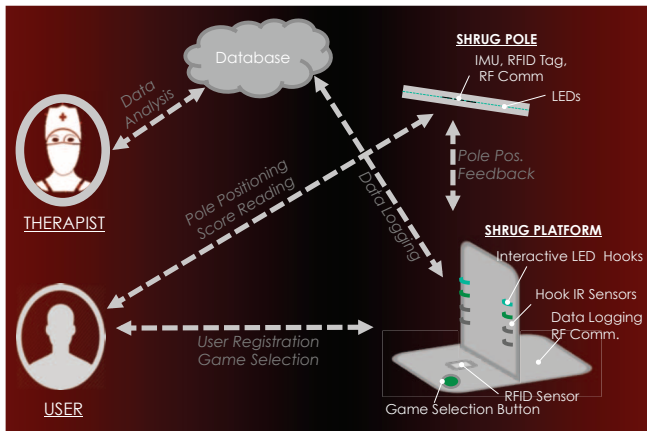 Database
SHRUG POLE
IMU, RFID Tag,
RF Comm
LEDs
Data
Analysis
THERAPIST
Pole Positioning
Score Reading
Data Logging
Pole Pos.
Feedback
SHRUG PLATFORM
Interactive LED Hooks
Hook IR Sensors
Data Logging
RF Comm.
User Registration
Game Selection
RFID Sensor
Game Selection Button
USER